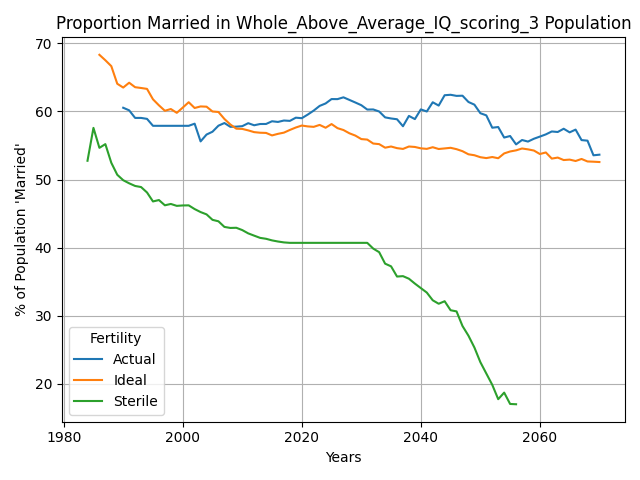 Proportion Married in Whole_Above_Average_IQ_scoring_3 Population
% of Population 'Married'
70
60
50
40
30
20
Fertility
Actual
Ideal
Sterile
1980
2000
2020
2040
2060
Years